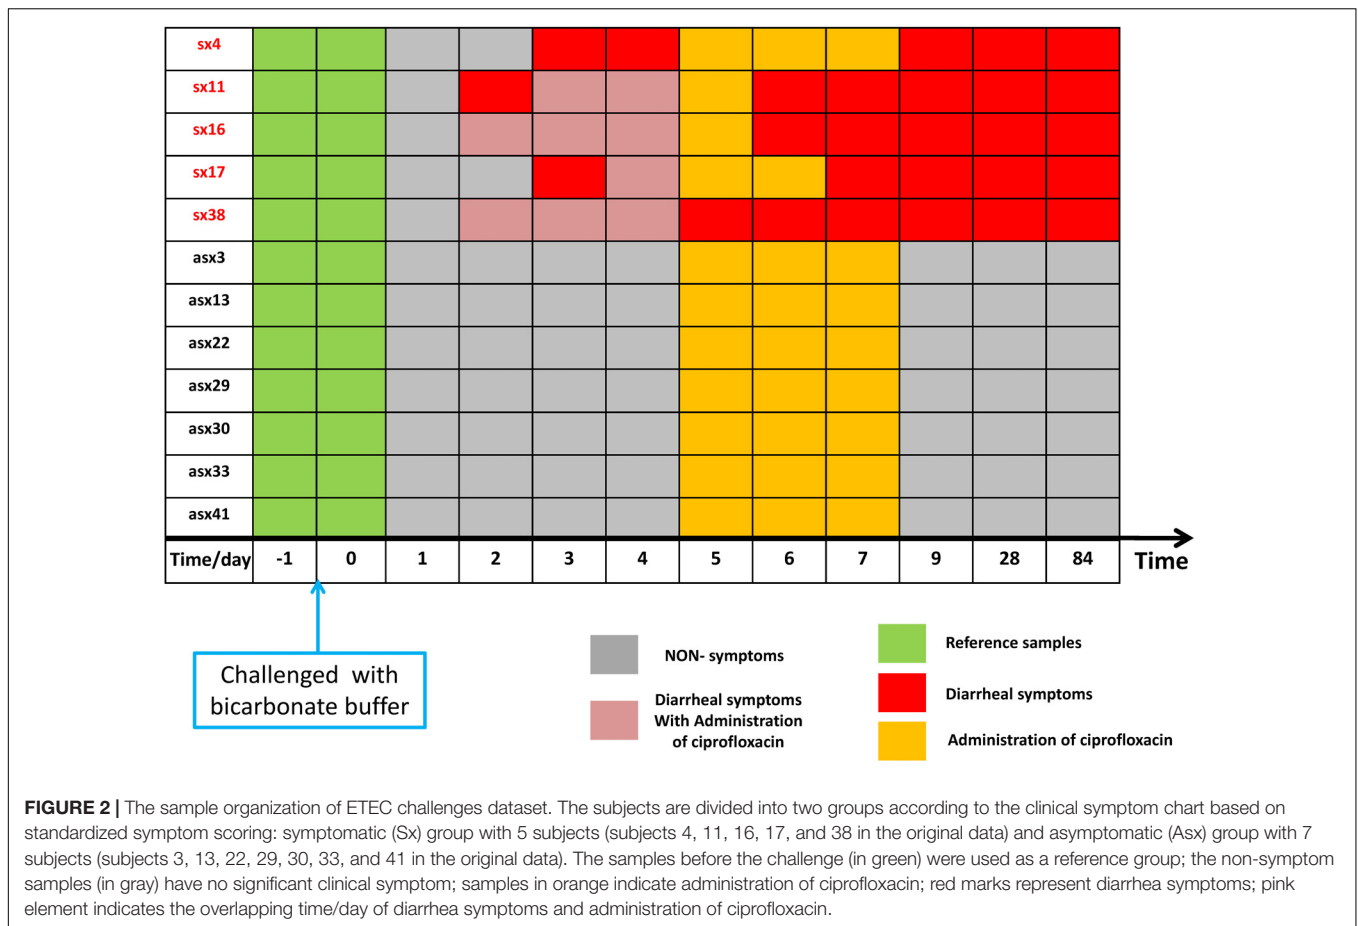 sx4
sx11
sx16
sx17
sx38
asx3
asx13
asx22
asx29
asx30
asx33
asx41
Time/day -1 0 1 2 3 4 5 6 7 9 28 84 Time
Challenged with
bicarbonate buffer
NON- symptoms
Diarrheal symptoms
With Administration
of ciprofloxacin
Reference samples
Diarrheal symptoms
Administration of ciprofloxacin
FIGURE 2 | The sample organization of ETEC challenges dataset. The subjects are divided into two groups according to the clinical symptom chart based on
standardized symptom scoring: symptomatic (Sx) group with 5 subjects (subjects 4, 11, 16, 17, and 38 in the original data) and asymptomatic (Asx) group with 7
subjects (subjects 3, 13, 22, 29, 30, 33, and 41 in the original data). The samples before the challenge (in green) were used as a reference group; the non-symptom
samples (in gray) have no significant clinical symptom; samples in orange indicate administration of ciprofloxacin; red marks represent diarrhea symptoms; pink
element indicates the overlapping time/day of diarrhea symptoms and administration of ciprofloxacin.